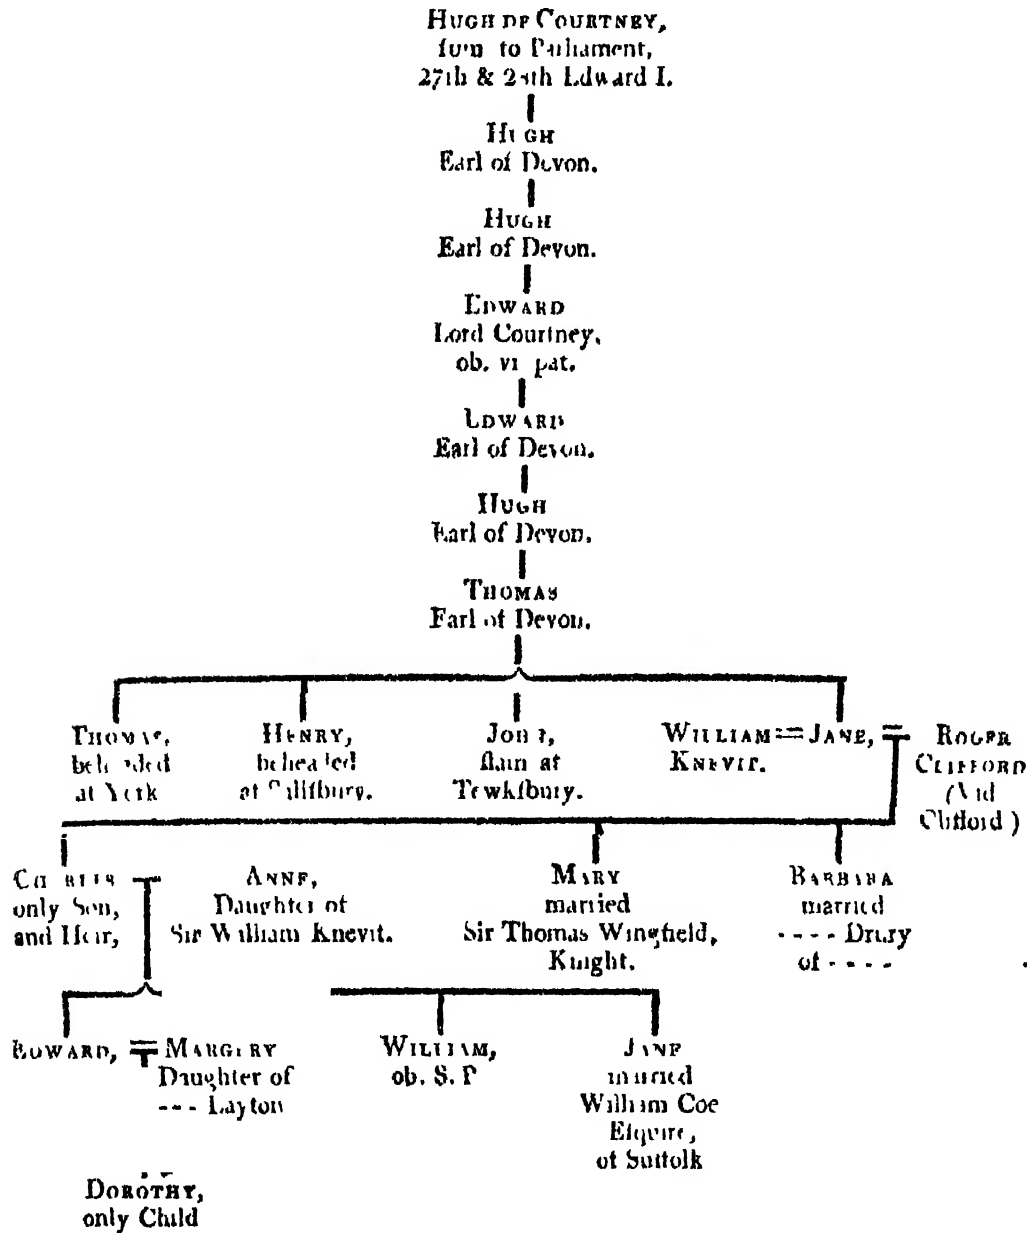 HUGH DE COURTNEY,
sum to Parliament,
27th & 28th Edward I.
HUGH
Earl of Devon.
HUGH
Earl of Devon.
EDWARD
Lord Courtney,
ob. vi pat.
EDWARD
Earl of Devon.
HUGH
Earl of Devon.
THOMAS
Earl of Devon.
THOMAS,
beheaded
at York
HENRY,
beheaded
at Salisbury.
JOHN,
slain at
Tewksbury.
WILLIAM = JANE,
KNEVIT.
ROGER
CLIFFORD
(Vid
Clifford)
CHARLES
only Son,
and Heir,
ANNE,
Daughter of
Sir William Knevit.
MARY
married
Sir Thomas Wingfield,
Knight.
BARBARA
married
---- Drury
of ----
EDWARD,
MARGERY
Daughter of
--- Layton
WILLIAM,
ob. S. P
JANE
married
William Coe
Esquire,
of Suffolk
DOROTHY,
only Child